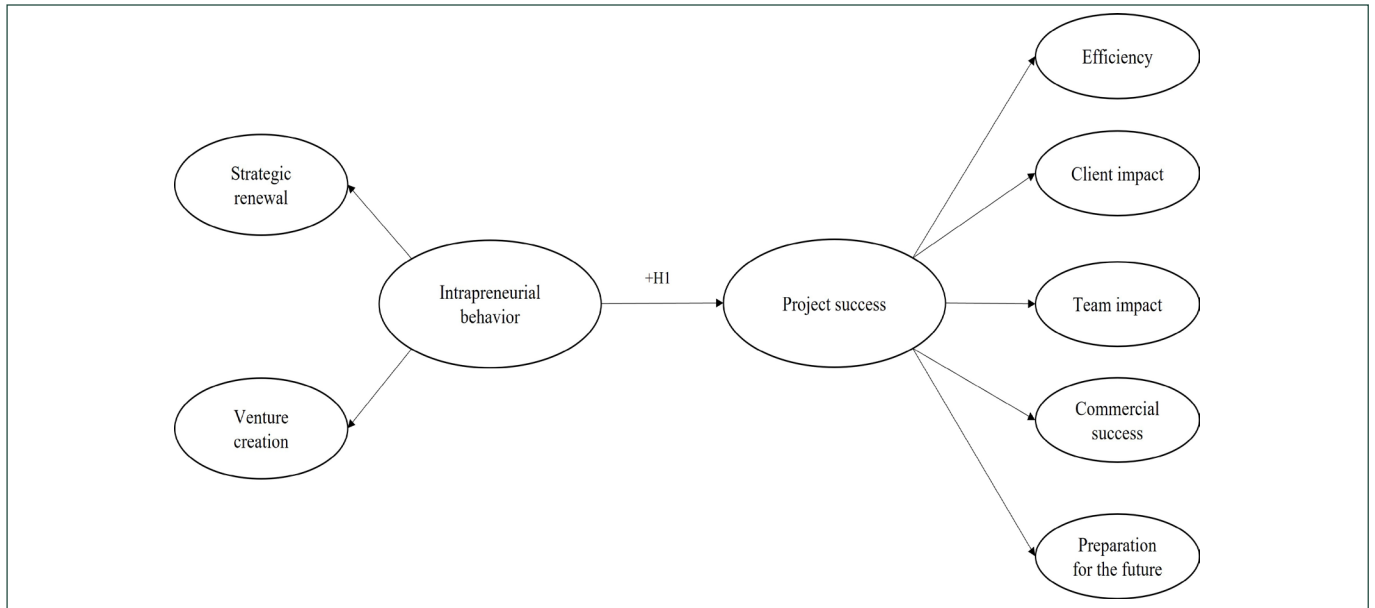 Strategic
renewal
Venture
creation
Intrapreneurial
behavior
+H1
Project success
Efficiency
Client impact
Team impact
Commercial
success
Preparation
for the future